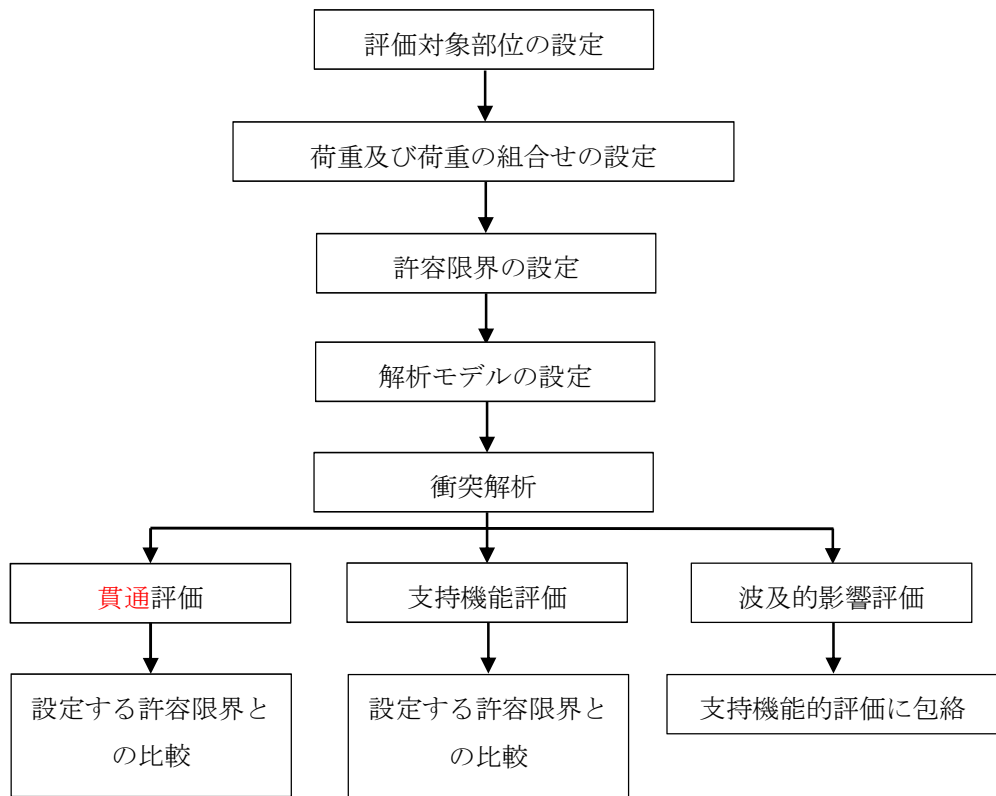 評価対象部位の設定
荷重及び荷重の組合せの設定
許容限界の設定
解析モデルの設定
衝突解析
貫通評価
支持機能評価
波及的影響評価
設定する許容限界と
の比較
設定する許容限界と
の比較
支持機能的評価に包絡